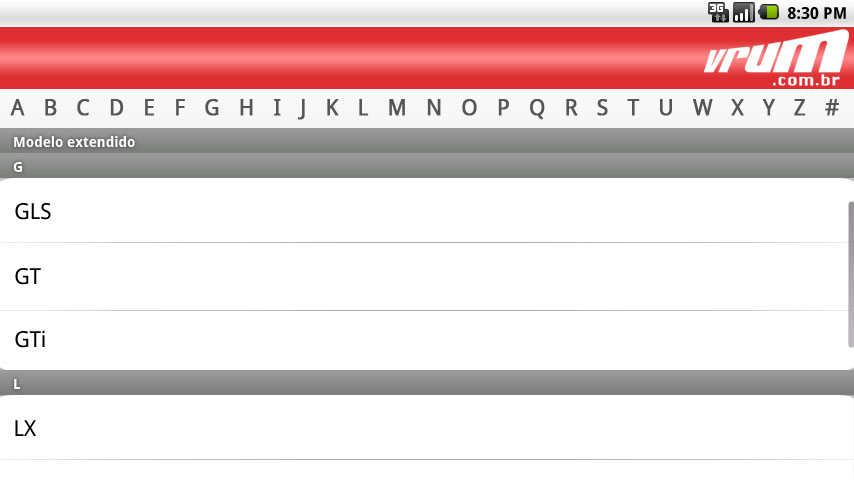 3G 8:30 PM
vrum
.com.br
A B C D E F G H I J K L M N O P Q R S T U W X Y Z #
Modelo extendido
G
GLS
GT
GTi
L
LX